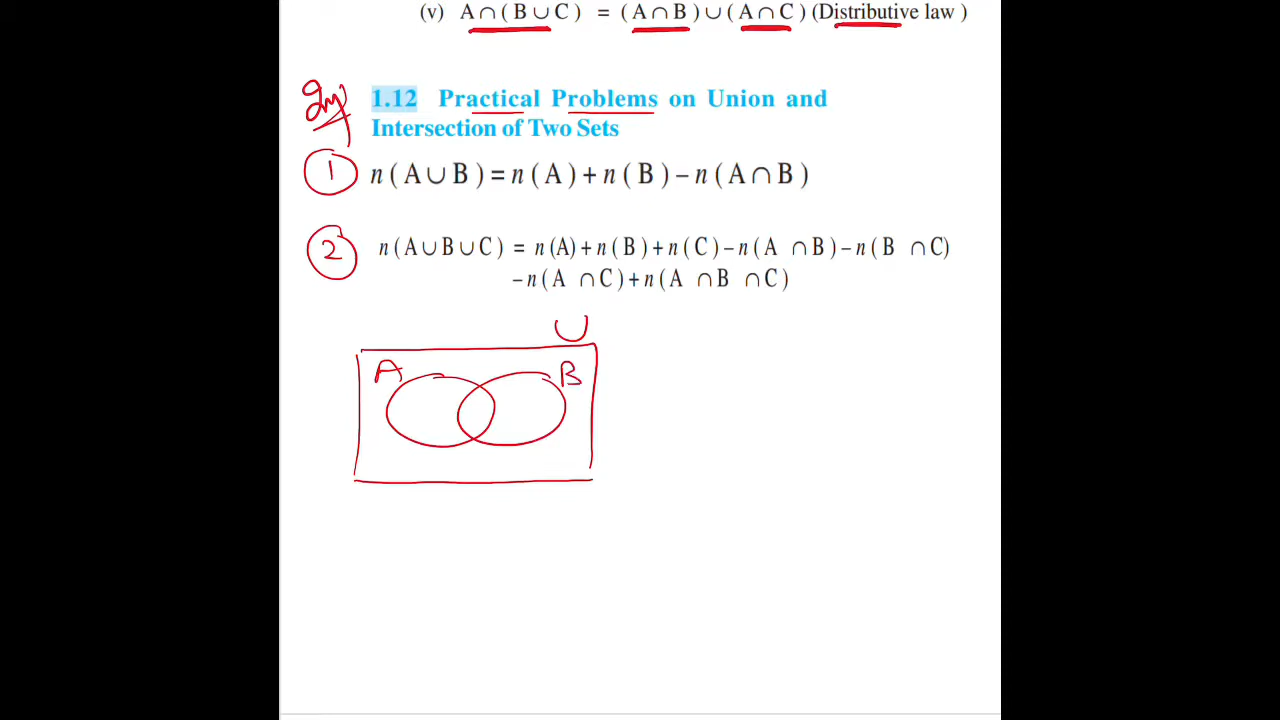 (v) A∩(B∪C) = (A∩B)∪(A∩C) (Distributive law )
1.12 Practical Problems on Union and
Intersection of Two Sets
1 n(A∪B)=n(A)+n(B)−n(A∩B)
2 n(A∪B∪C) = n(A)+n(B)+n(C)−n(A ∩B)−n(B ∩C)
−n(A ∩C)+n(A ∩B ∩C)
U
A B